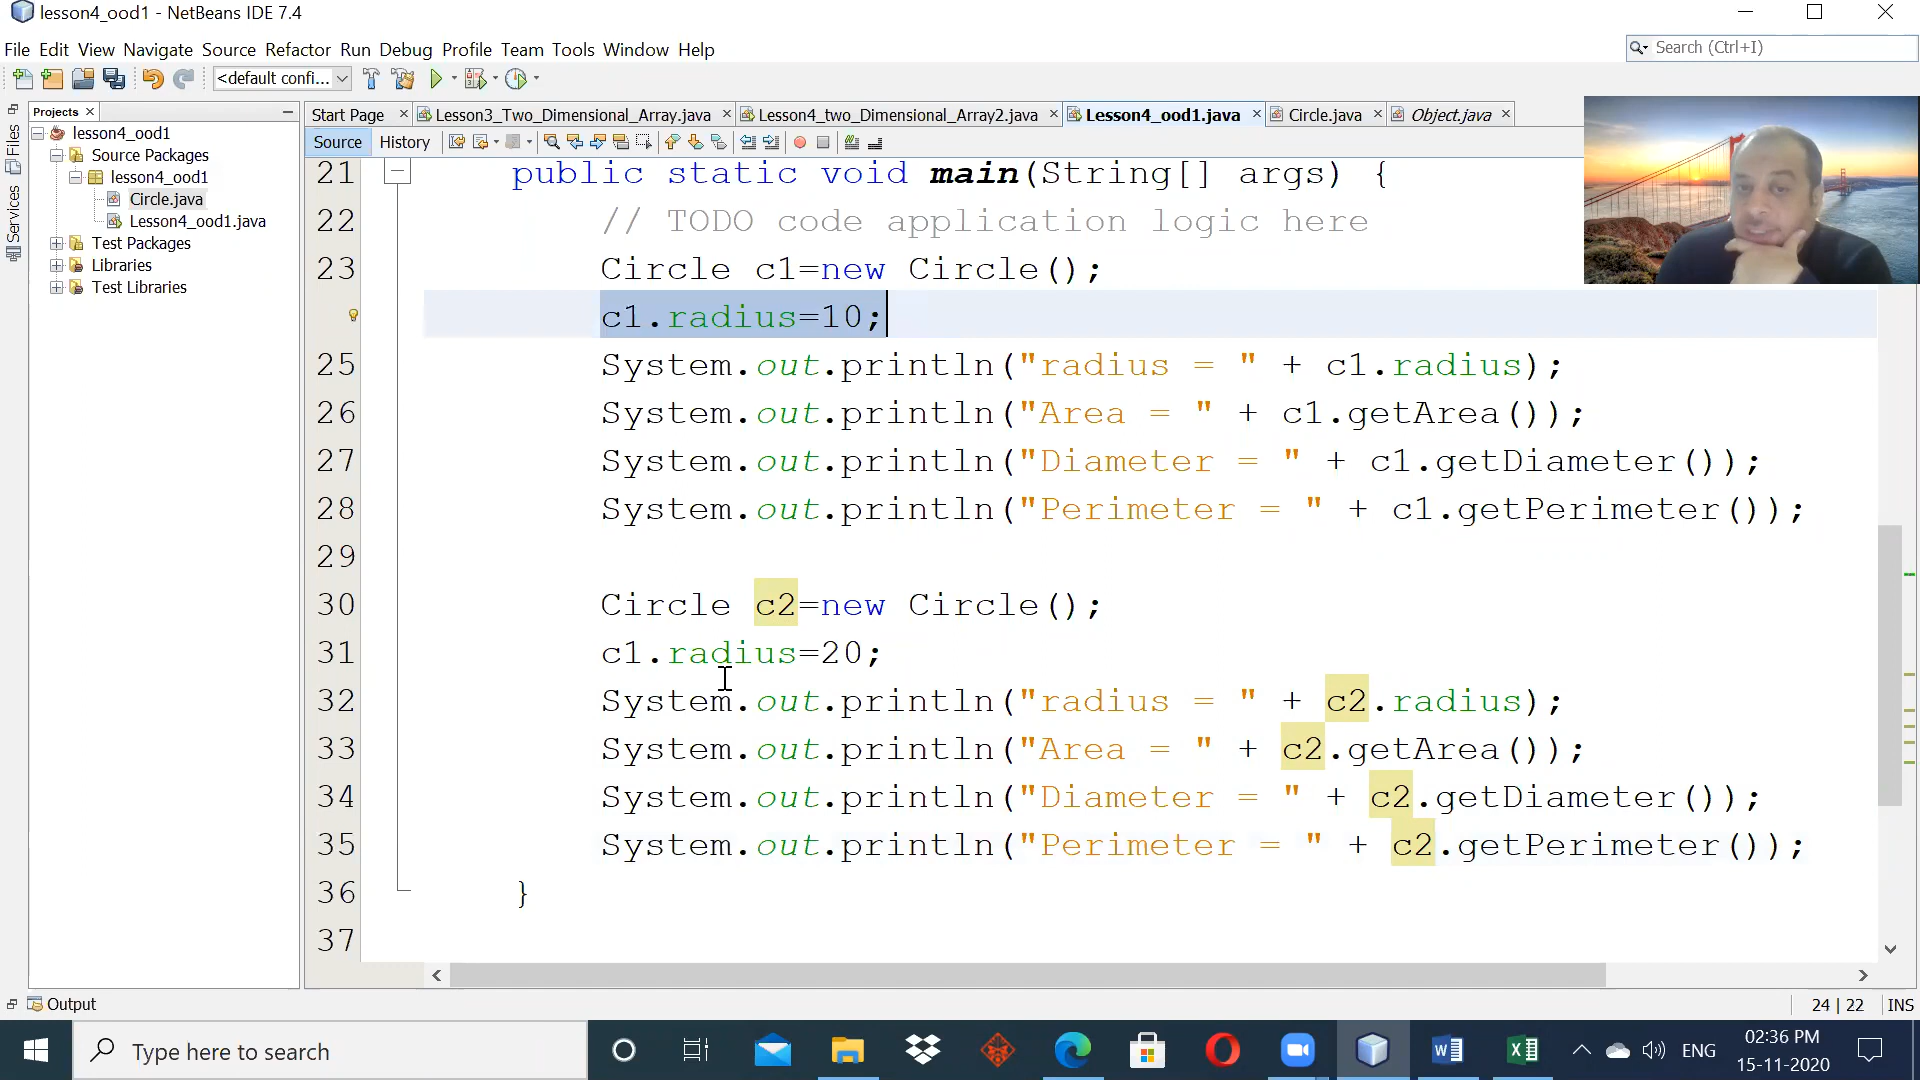 lesson4_ood1 - NetBeans IDE 7.4
File Edit View Navigate Source Refactor Run Debug Profile Team Tools Window Help
Search (Ctrl+I)
<default confi...
Projects
Files
Services
lesson4_ood1
Source Packages
lesson4_ood1
Circle.java
Lesson4_ood1.java
Test Packages
Libraries
Test Libraries
Start Page
Lesson3_Two_Dimensional_Array.java
Lesson4_two_Dimensional_Array2.java
Lesson4_ood1.java
Circle.java
Object.java
Source History
21 public static void main(String[] args) {
22 // TODO code application logic here
23 Circle c1=new Circle();
c1.radius=10;
25 System.out.println("radius = " + c1.radius);
26 System.out.println("Area = " + c1.getArea());
27 System.out.println("Diameter = " + c1.getDiameter());
28 System.out.println("Perimeter = " + c1.getPerimeter());
29
30 Circle c2=new Circle();
31 c1.radius=20;
32 System.out.println("radius = " + c2.radius);
33 System.out.println("Area = " + c2.getArea());
34 System.out.println("Diameter = " + c2.getDiameter());
35 System.out.println("Perimeter = " + c2.getPerimeter());
36 }
37
Output
24 | 22 INS
Type here to search
ENG
02:36 PM
15-11-2020